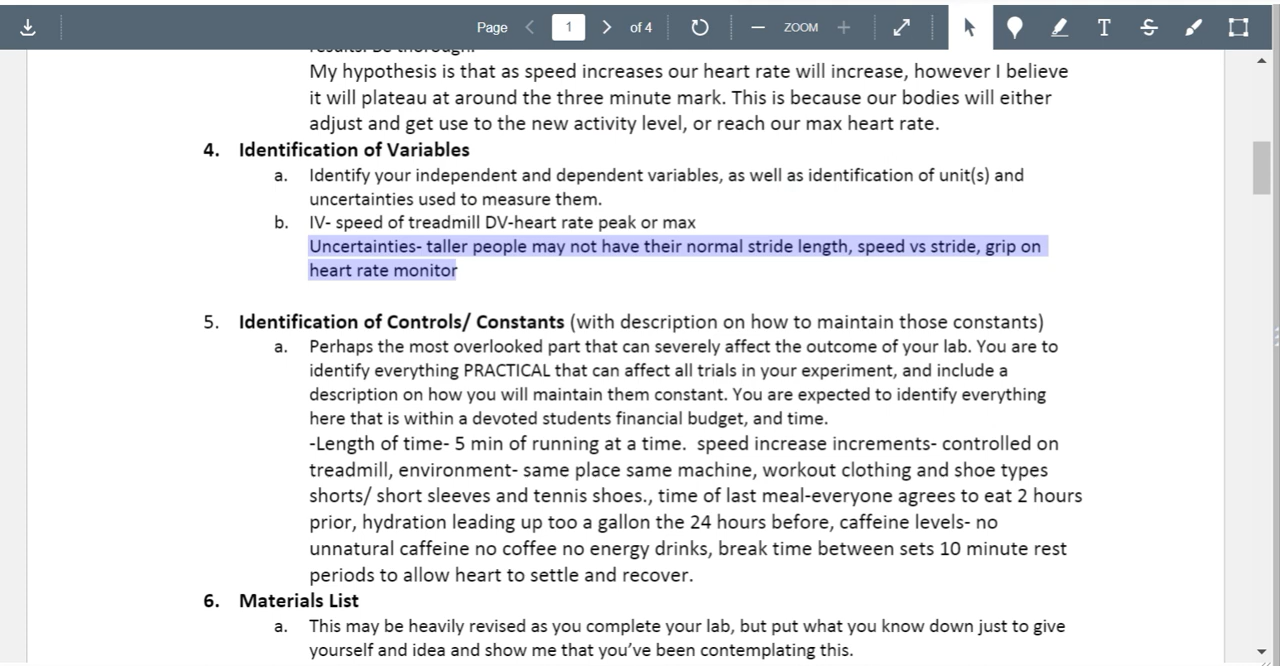 Page 1 of 4 ZOOM T S
results. Be thorough.
My hypothesis is that as speed increases our heart rate will increase, however I believe
it will plateau at around the three minute mark. This is because our bodies will either
adjust and get use to the new activity level, or reach our max heart rate.
4. Identification of Variables
a. Identify your independent and dependent variables, as well as identification of unit(s) and
uncertainties used to measure them.
b. IV- speed of treadmill DV-heart rate peak or max
Uncertainties- taller people may not have their normal stride length, speed vs stride, grip on
heart rate monitor
5. Identification of Controls/ Constants (with description on how to maintain those constants)
a. Perhaps the most overlooked part that can severely affect the outcome of your lab. You are to
identify everything PRACTICAL that can affect all trials in your experiment, and include a
description on how you will maintain them constant. You are expected to identify everything
here that is within a devoted students financial budget, and time.
-Length of time- 5 min of running at a time.  speed increase increments- controlled on
treadmill, environment- same place same machine, workout clothing and shoe types
shorts/ short sleeves and tennis shoes., time of last meal-everyone agrees to eat 2 hours
prior, hydration leading up too a gallon the 24 hours before, caffeine levels- no
unnatural caffeine no coffee no energy drinks, break time between sets 10 minute rest
periods to allow heart to settle and recover.
6. Materials List
a. This may be heavily revised as you complete your lab, but put what you know down just to give
yourself and idea and show me that you've been contemplating this.